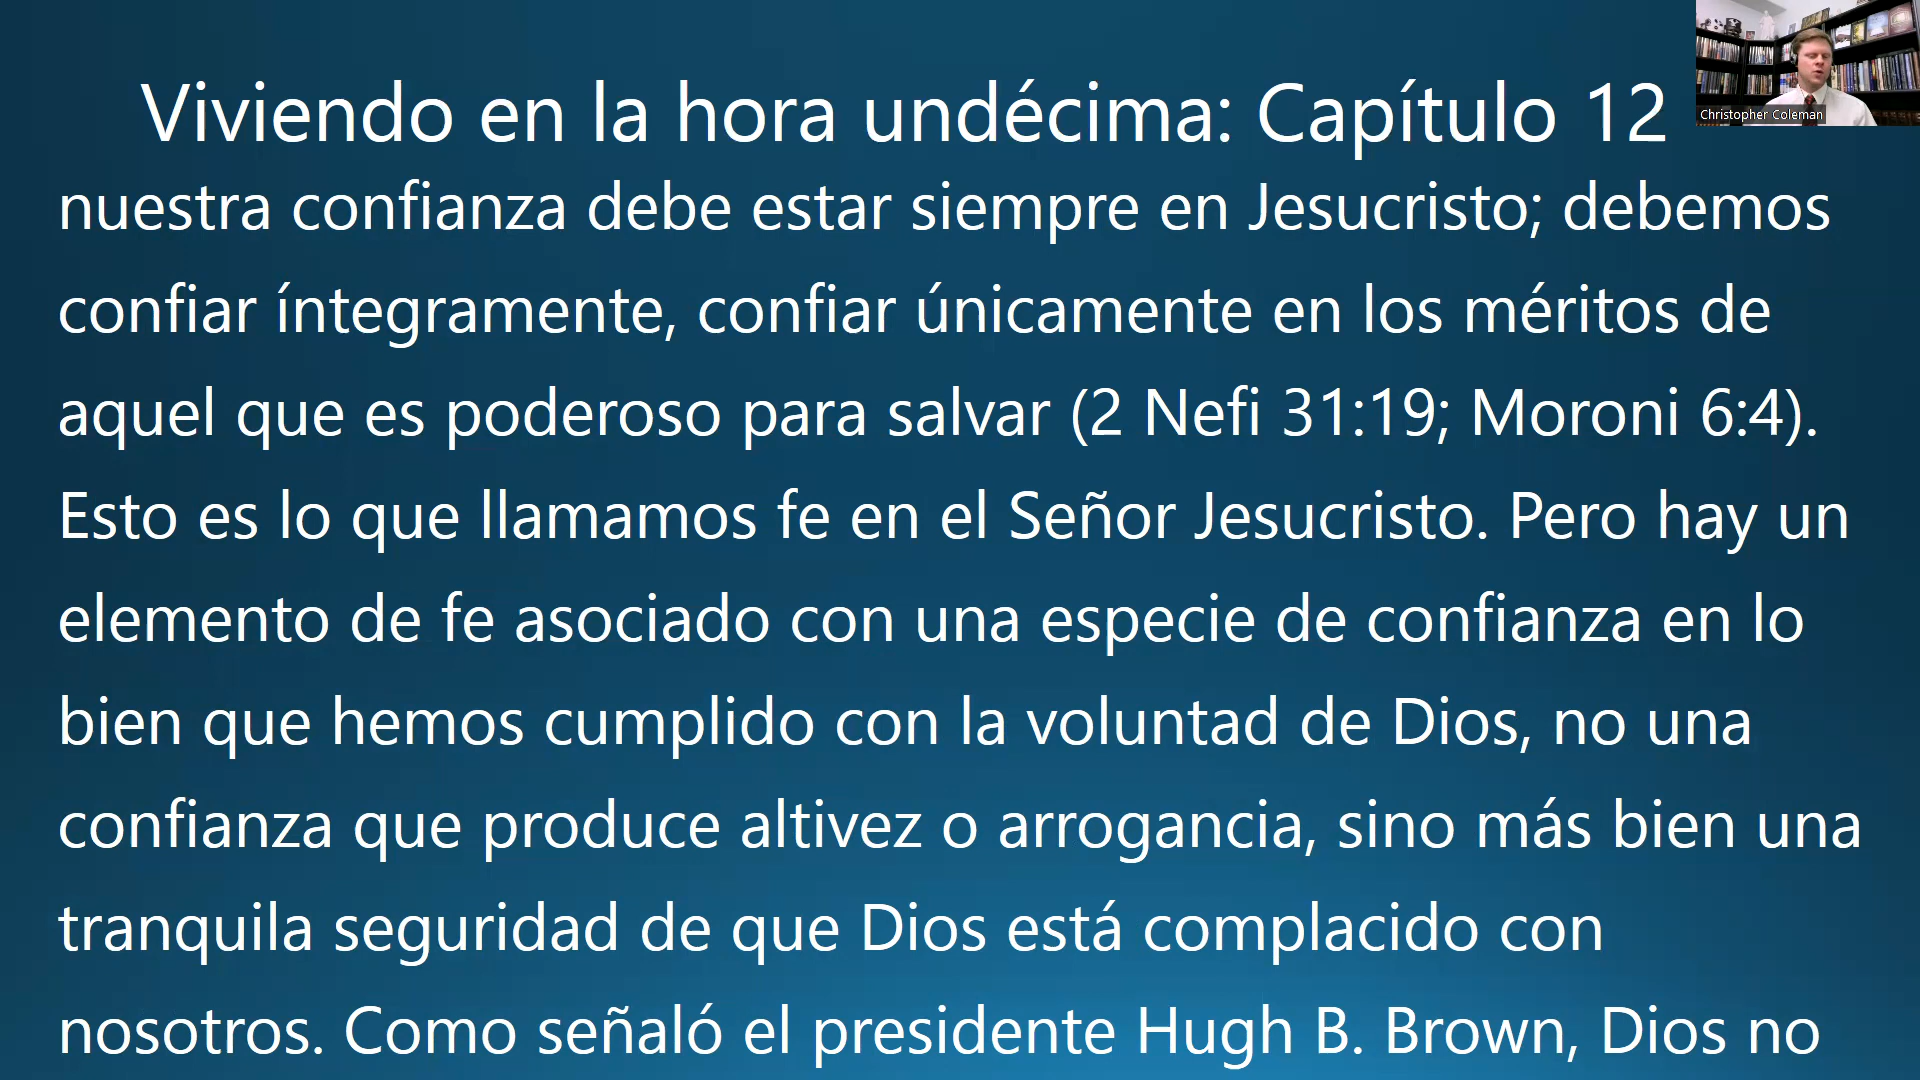 Viviendo en la hora undécima: Capítulo 12
Christopher Coleman
nuestra confianza debe estar siempre en Jesucristo; debemos
confiar íntegramente, confiar únicamente en los méritos de
aquel que es poderoso para salvar (2 Nefi 31:19; Moroni 6:4).
Esto es lo que llamamos fe en el Señor Jesucristo. Pero hay un
elemento de fe asociado con una especie de confianza en lo
bien que hemos cumplido con la voluntad de Dios, no una
confianza que produce altivez o arrogancia, sino más bien una
tranquila seguridad de que Dios está complacido con
nosotros. Como señaló el presidente Hugh B. Brown, Dios no